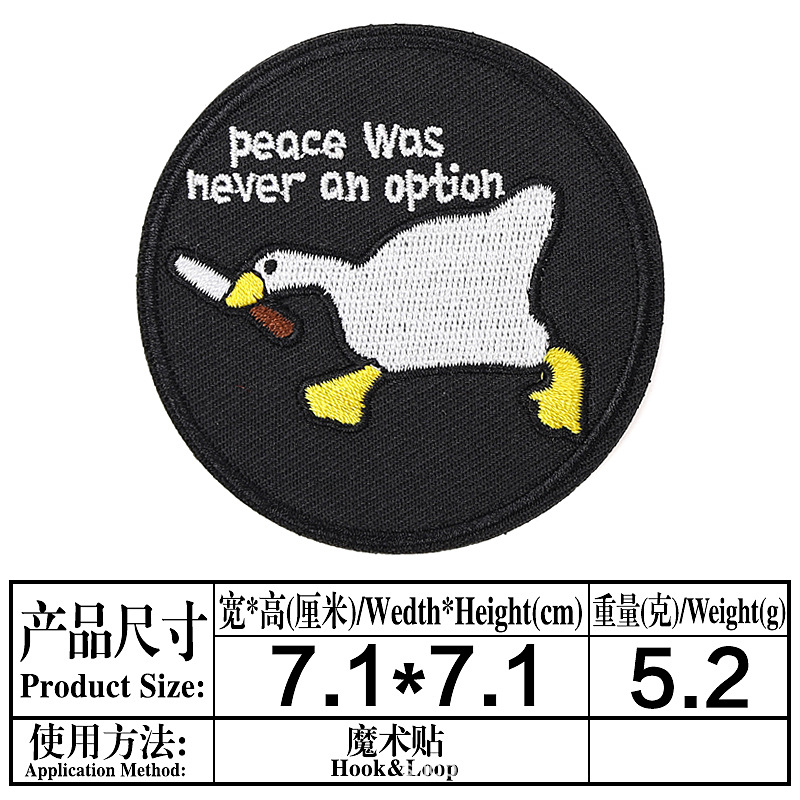 peace was
never an option
产品尺寸
Product Size:
宽*高(厘米)/Wedth*Height(cm)
重量(克)/Weight(g)
7.1*7.1
5.2
使用方法:
Application Method:
魔术贴
Hook&Loop